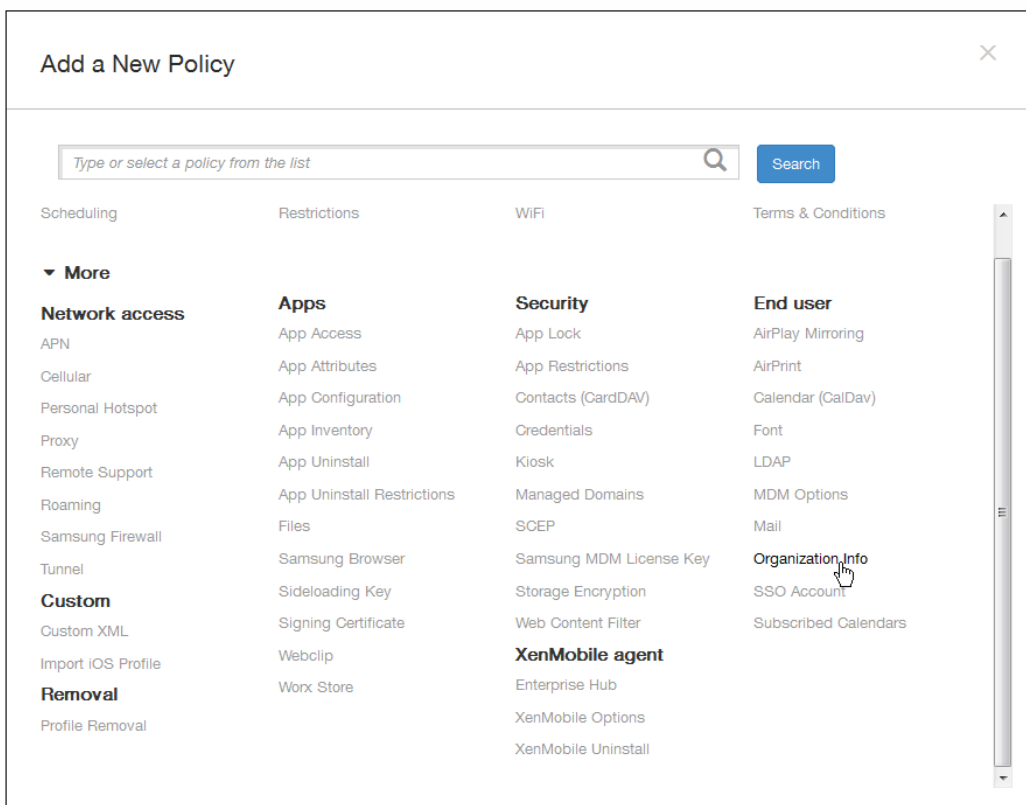 Add a New Policy
Type or select a policy from the list
Search
Scheduling
Restrictions
WiFi
Terms & Conditions
More
Network access
APN
Cellular
Personal Hotspot
Proxy
Remote Support
Roaming
Samsung Firewall
Tunnel
Custom
Custom XML
Import iOS Profile
Removal
Profile Removal
Apps
App Access
App Attributes
App Configuration
App Inventory
App Uninstall
App Uninstall Restrictions
Files
Samsung Browser
Sideloading Key
Signing Certificate
Webclip
Worx Store
Security
App Lock
App Restrictions
Contacts (CardDAV)
Credentials
Kiosk
Managed Domains
SCEP
Samsung MDM License Key
Storage Encryption
Web Content Filter
XenMobile agent
Enterprise Hub
XenMobile Options
XenMobile Uninstall
End user
AirPlay Mirroring
AirPrint
Calendar (CalDav)
Font
LDAP
MDM Options
Mail
Organization Info
SSO Account
Subscribed Calendars